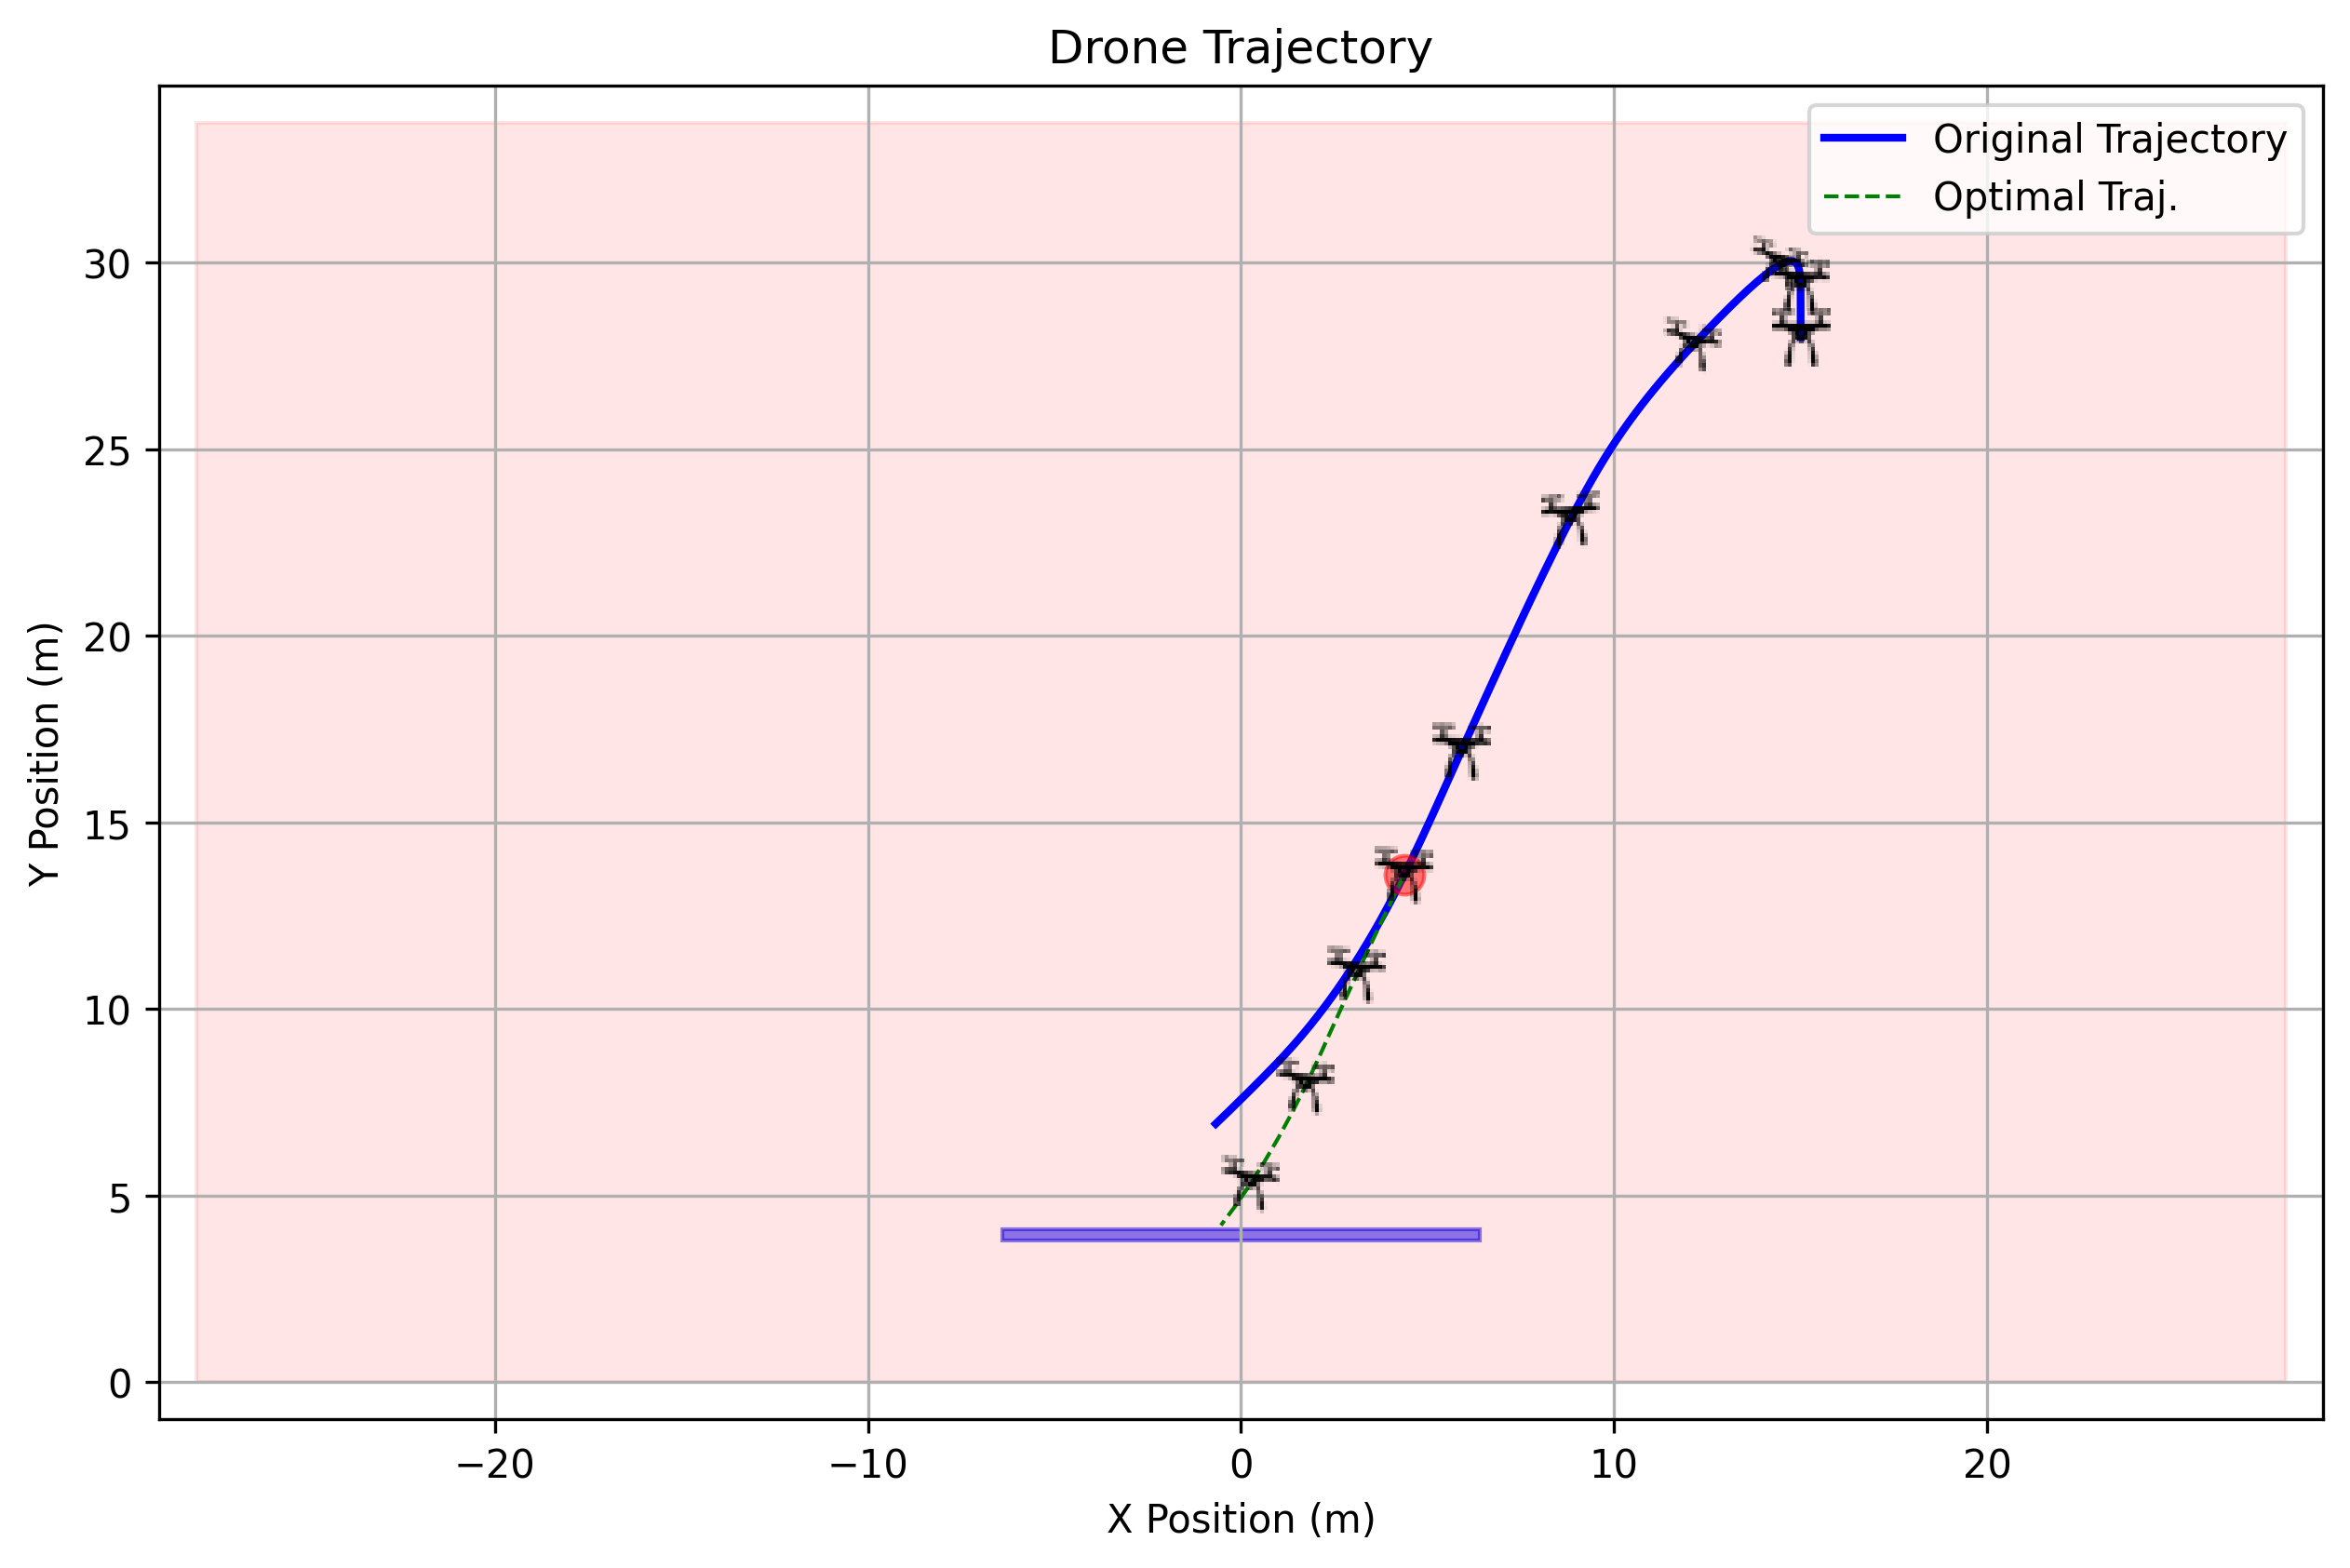 Drone Trajectory
Original Trajectory
Optimal Traj.
Y Position (m)
30
25
20
15
10
5
0
−20
−10
0
10
20
X Position (m)